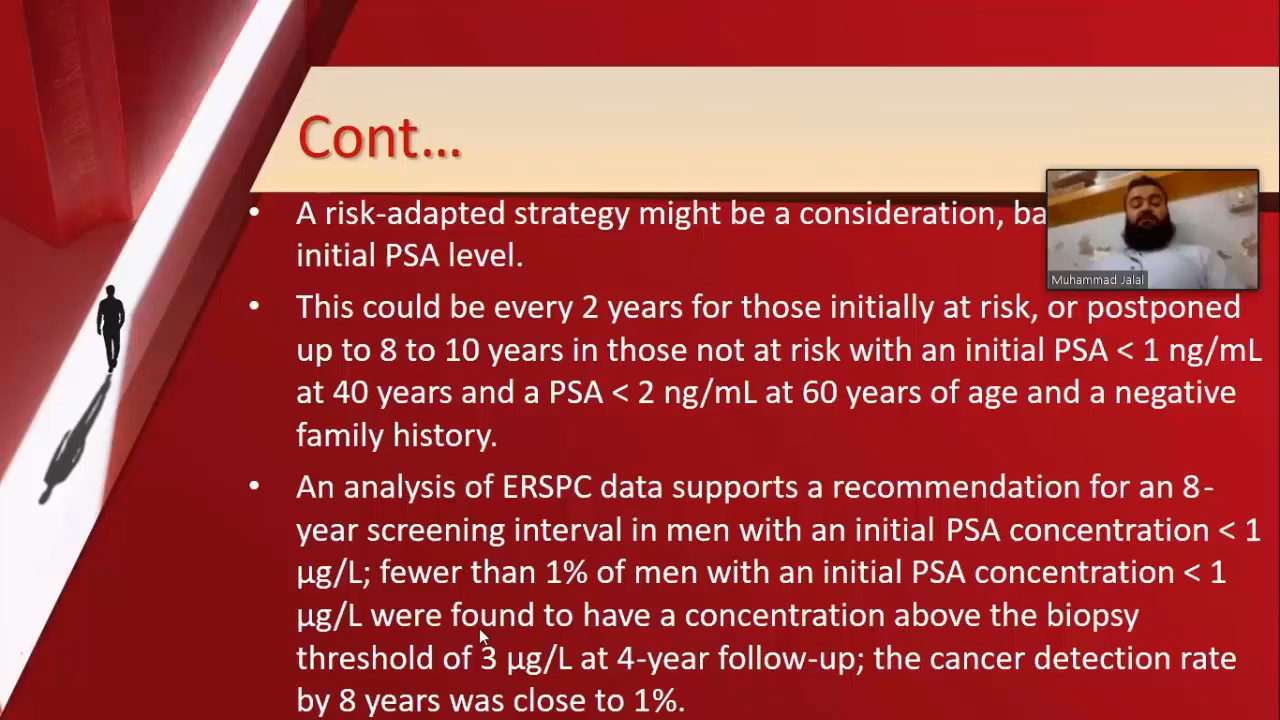 Cont...
• A risk-adapted strategy might be a consideration, ba
initial PSA level.
• This could be every 2 years for those initially at risk, or postponed
up to 8 to 10 years in those not at risk with an initial PSA < 1 ng/mL
at 40 years and a PSA < 2 ng/mL at 60 years of age and a negative
family history.
• An analysis of ERSPC data supports a recommendation for an 8-
year screening interval in men with an initial PSA concentration < 1
µg/L; fewer than 1% of men with an initial PSA concentration < 1
µg/L were found to have a concentration above the biopsy
threshold of 3 µg/L at 4-year follow-up; the cancer detection rate
by 8 years was close to 1%.
Muhammad Jalal